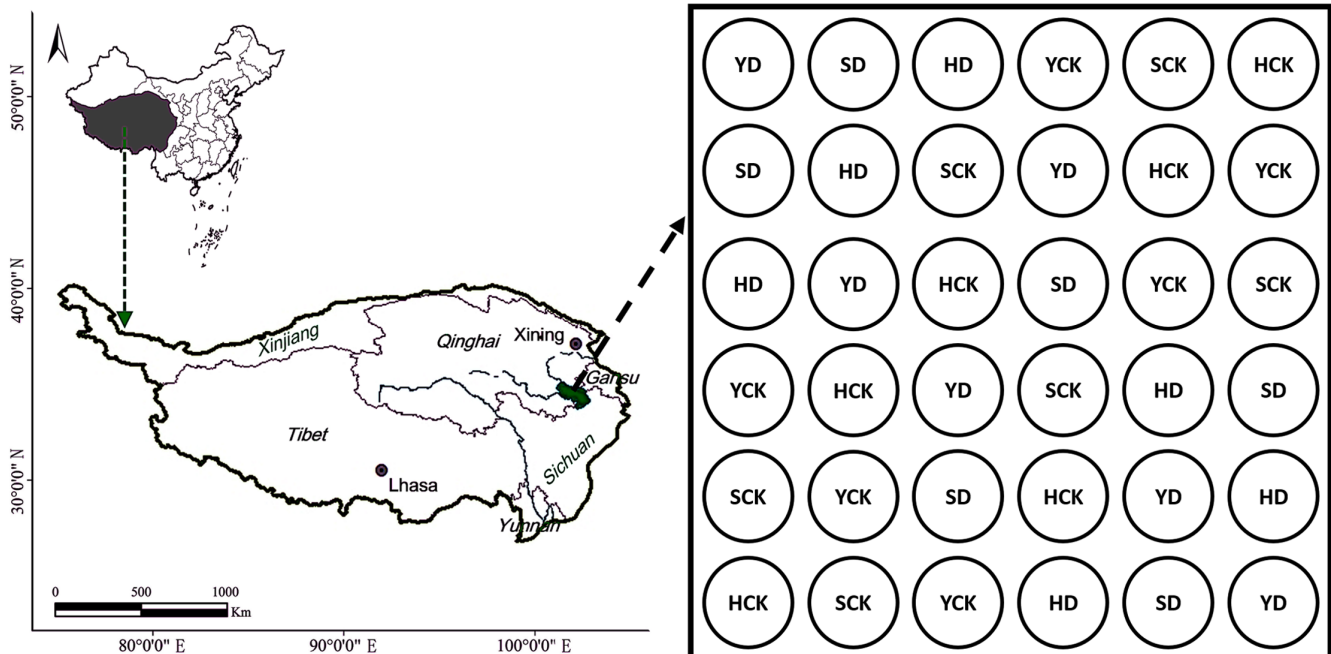 50°0'0" N
40°0'0" N
30°0'0" N
Xinjiang
Qinghai
Xining
Gansu
Tibet
Lhasa
Sichuan
Yunnan
0 500 1000
Km
80°0'0" E 90°0'0" E 100°0'0" E
YD SD HD YCK SCK HCK
SD HD SCK YD HCK YCK
HD YD HCK SD YCK SCK
YCK HCK YD SCK HD SD
SCK YCK SD HCK YD HD
HCK SCK YCK HD SD YD